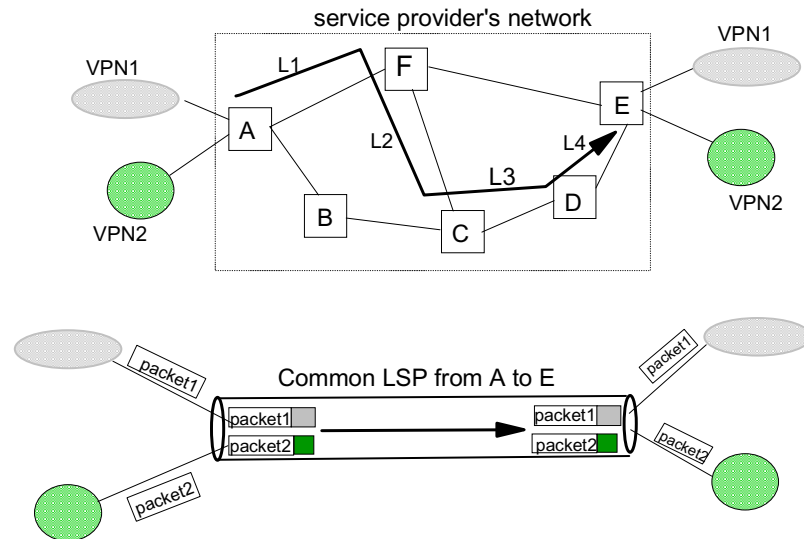 service provider's network
VPN1
VPN1
L1
F
E
A
L2
L4
L3
VPN2
B
D
VPN2
C
packet1
packet1
Common LSP from A to E
packet1
packet1
packet2
packet2
packet2
packet2